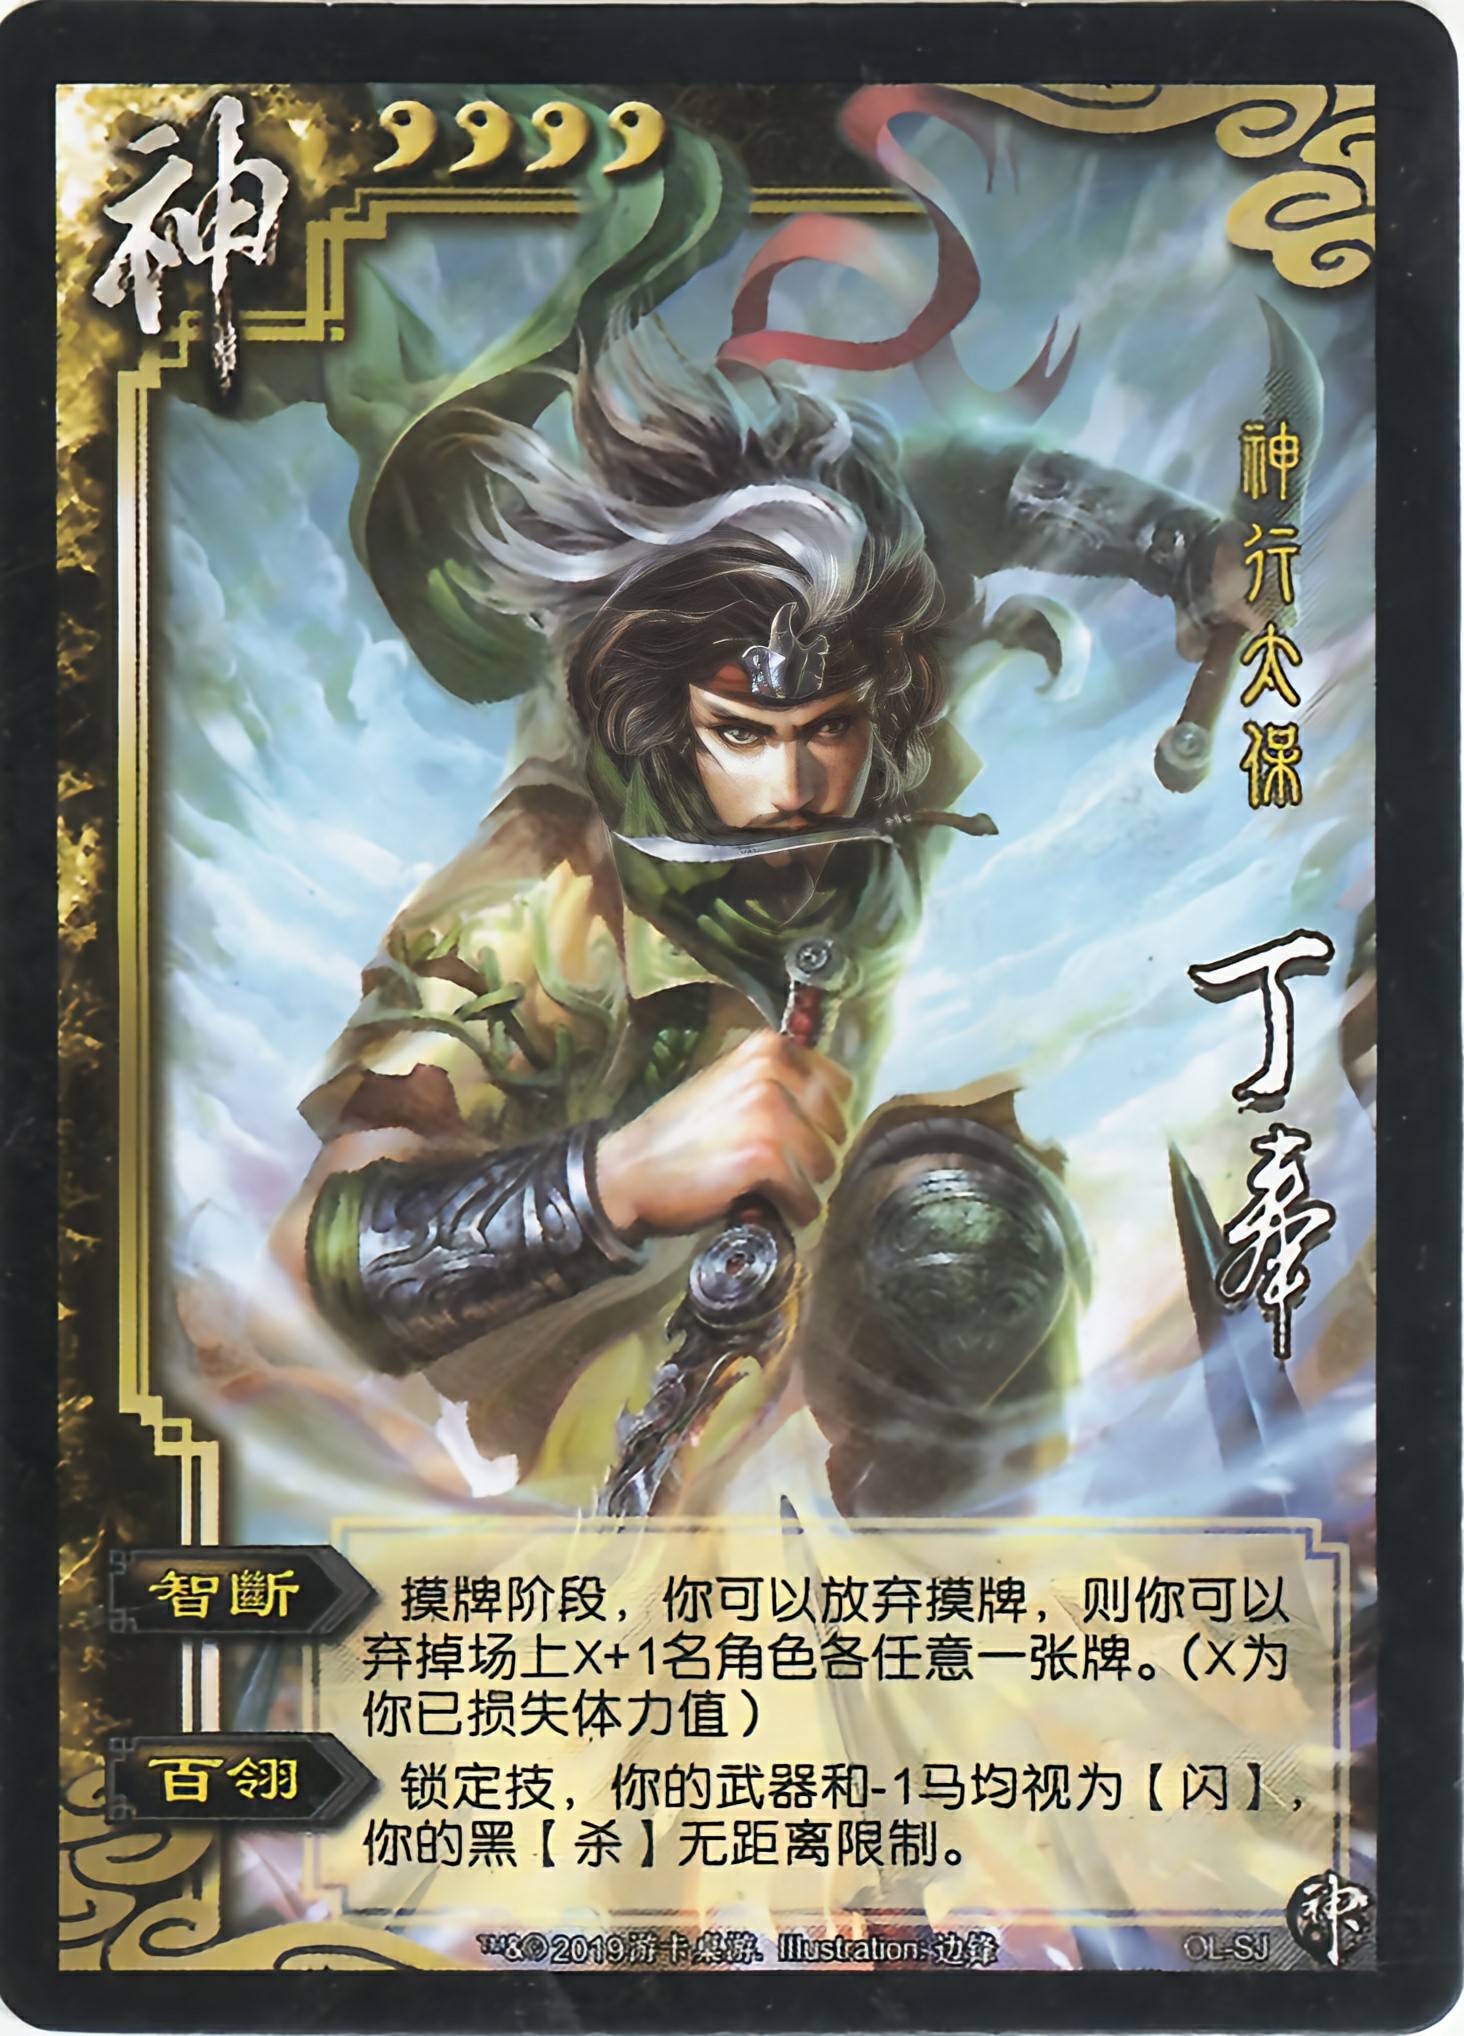 神
神行太保
丁奉
智斷
摸牌阶段，你可以放弃摸牌，则你可以
弃掉场上X+1名角色各任意一张牌。（X为
你已损失体力值）
百翎
锁定技，你的武器和-1马均视为【闪】，
你的黑【杀】无距离限制。
™&©2019游卡桌游. Illustration: 边锋
OL-SJ
神